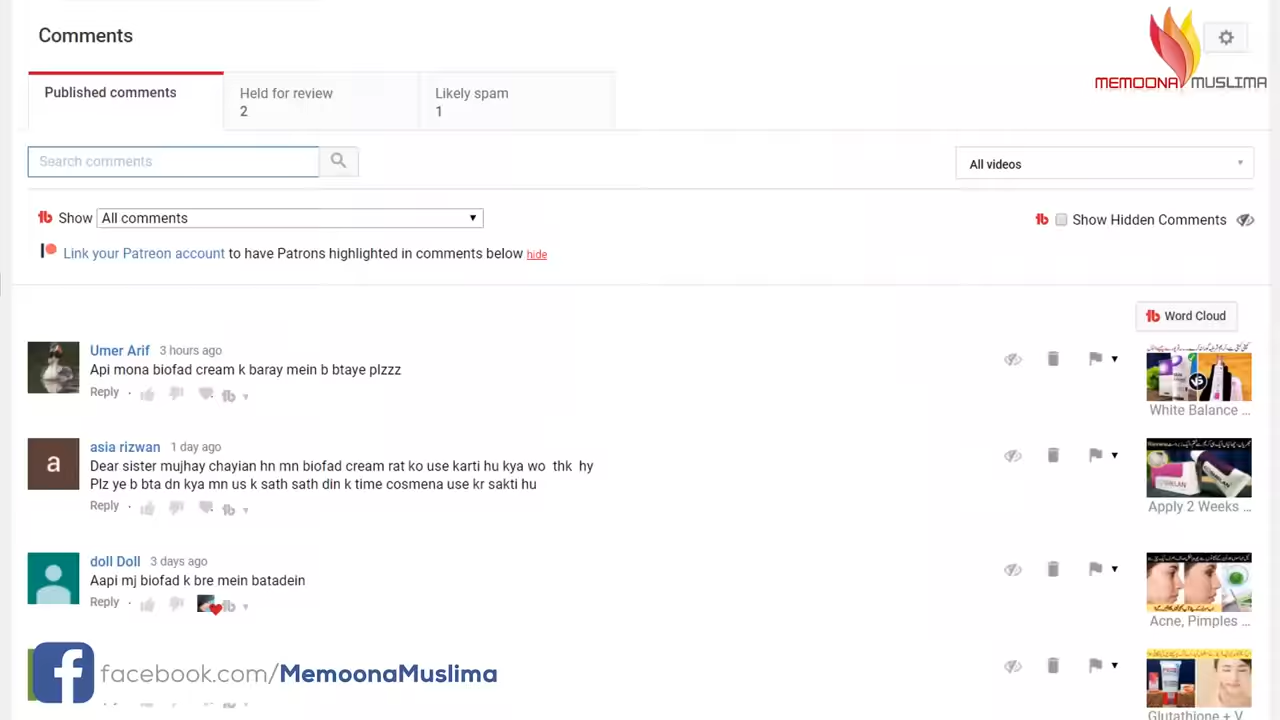 Comments
MEMOONA MUSLIMA
Published comments
Held for review
2
Likely spam
1
Search comments
All videos
Show All comments
Show Hidden Comments
Link your Patreon account to have Patrons highlighted in comments below hide
Word Cloud
Umer Arif 3 hours ago
Api mona biofad cream k baray mein b btaye plzzz
Reply
White Balance ...
asia rizwan 1 day ago
Dear sister mujhay chayian hn mn biofad cream rat ko use karti hu kya wo thk hy
Plz ye b bta dn kya mn us k sath sath din k time cosmena use kr sakti hu
Reply
Apply 2 Weeks ...
doll Doll 3 days ago
Aapi mj biofad k bre mein batadein
Reply
Acne, Pimples ...
facebook.com/MemoonaMuslima
Glutathione + V...